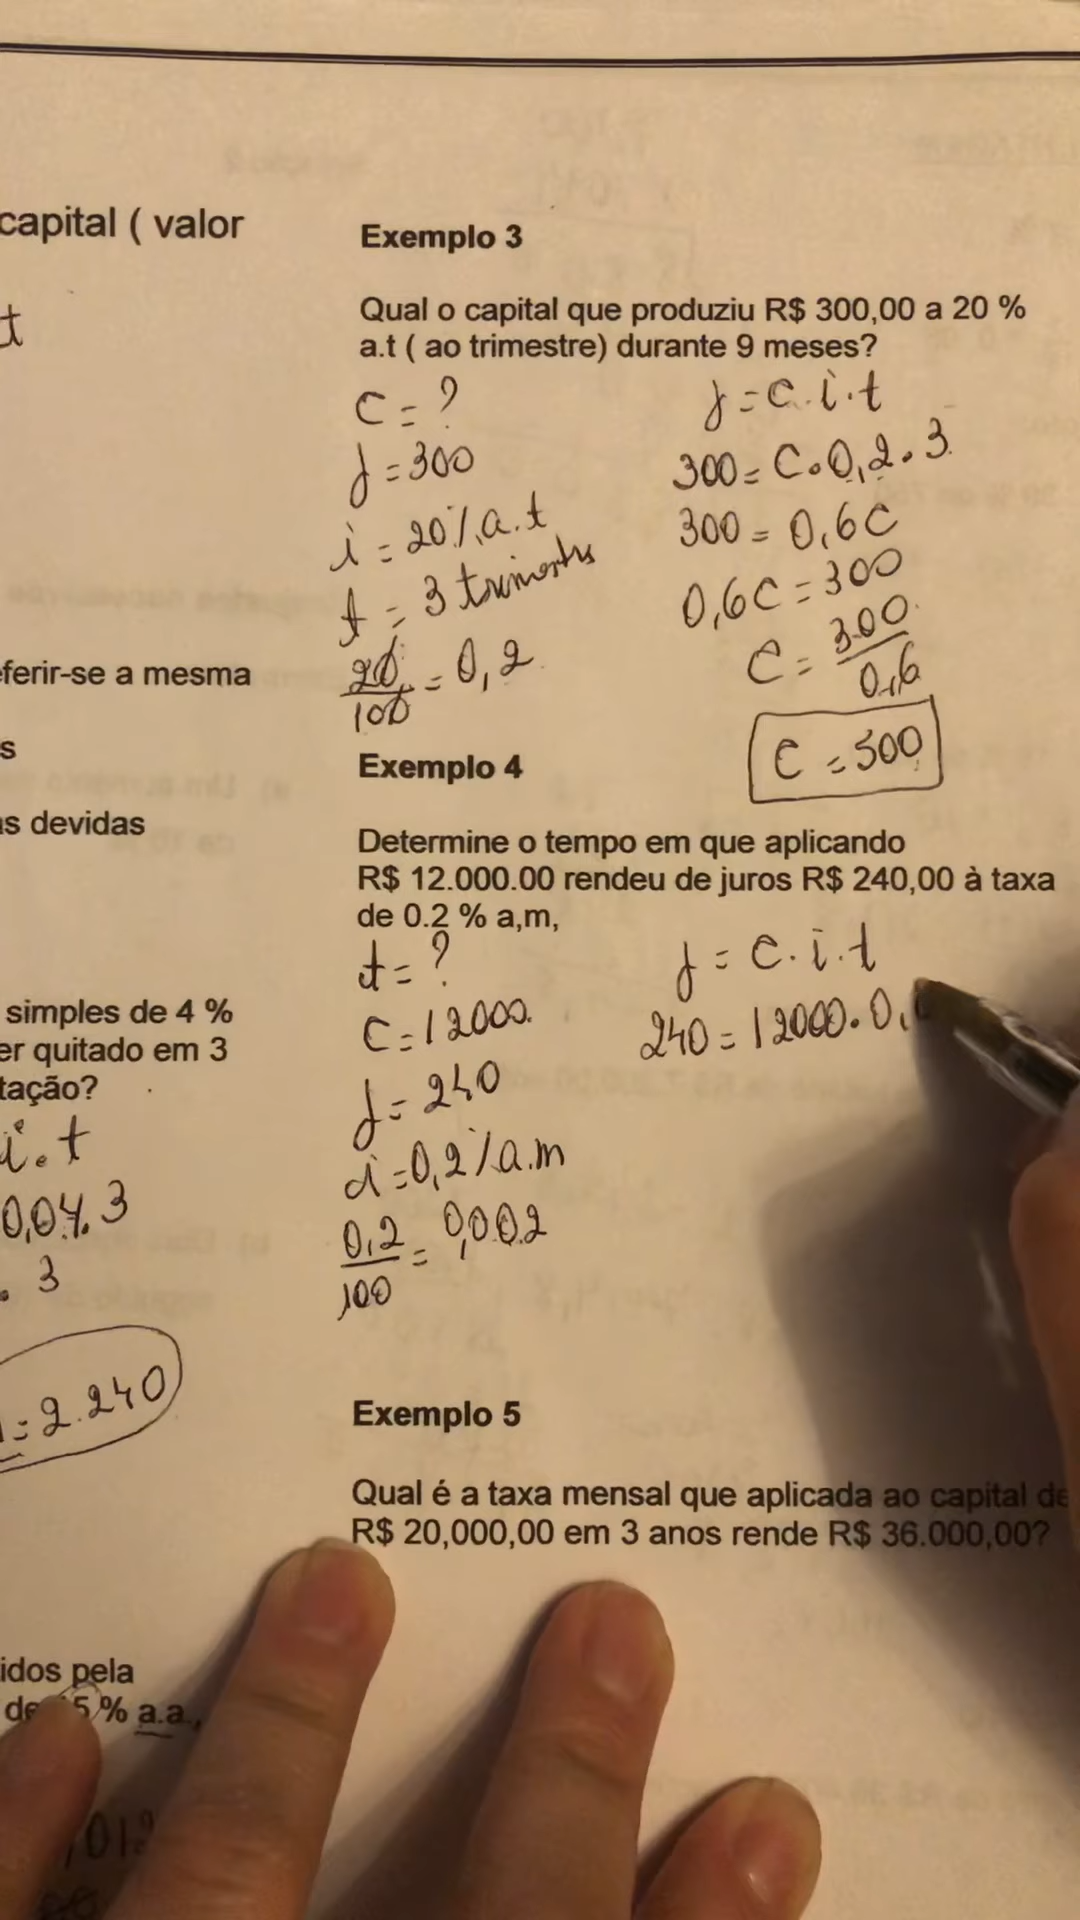 capital ( valor
t
ferir-se a mesma
s
as devidas
simples de 4 %
er quitado em 3
tação?
i.t
0,04.3
. 3
= 2.240
idos pela
de 15 % a.a.,
Exemplo 3
Qual o capital que produziu R$ 300,00 a 20 %
a.t ( ao trimestre) durante 9 meses?
C = ?
j = 300
i = 20%a.t
t = 3 trimestres
20/100 = 0,2
j = c.i.t
300 = C.0,2.3
300 = 0,6C
0,6C = 300
C = 300/0,6
C = 500
Exemplo 4
Determine o tempo em que aplicando
R$ 12.000.00 rendeu de juros R$ 240,00 à taxa
de 0.2 % a,m,
t = ?
C = 12000
j = 240
i = 0,2%a.m
0,2/100 = 0,002
j = c.i.t
240 = 12000.0,
Exemplo 5
Qual é a taxa mensal que aplicada ao capital de
R$ 20,000,00 em 3 anos rende R$ 36.000,00?